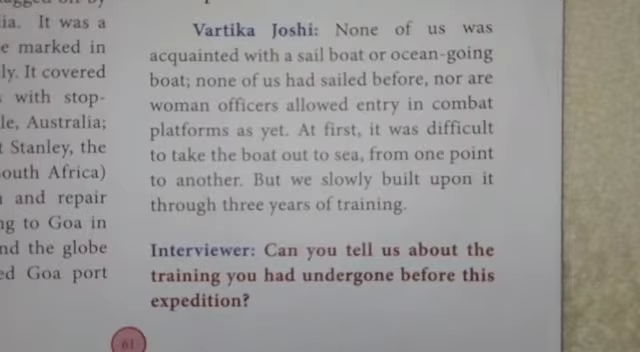 ia. It was a
e marked in
ly. It covered
with stop-
le, Australia;
t Stanley, the
outh Africa)
and repair
ng to Goa in
nd the globe
ed Goa port
Vartika Joshi: None of us was
acquainted with a sail boat or ocean-going
boat; none of us had sailed before, nor are
woman officers allowed entry in combat
platforms as yet. At first, it was difficult
to take the boat out to sea, from one point
to another. But we slowly built upon it
through three years of training.
Interviewer: Can you tell us about the
training you had undergone before this
expedition?
61